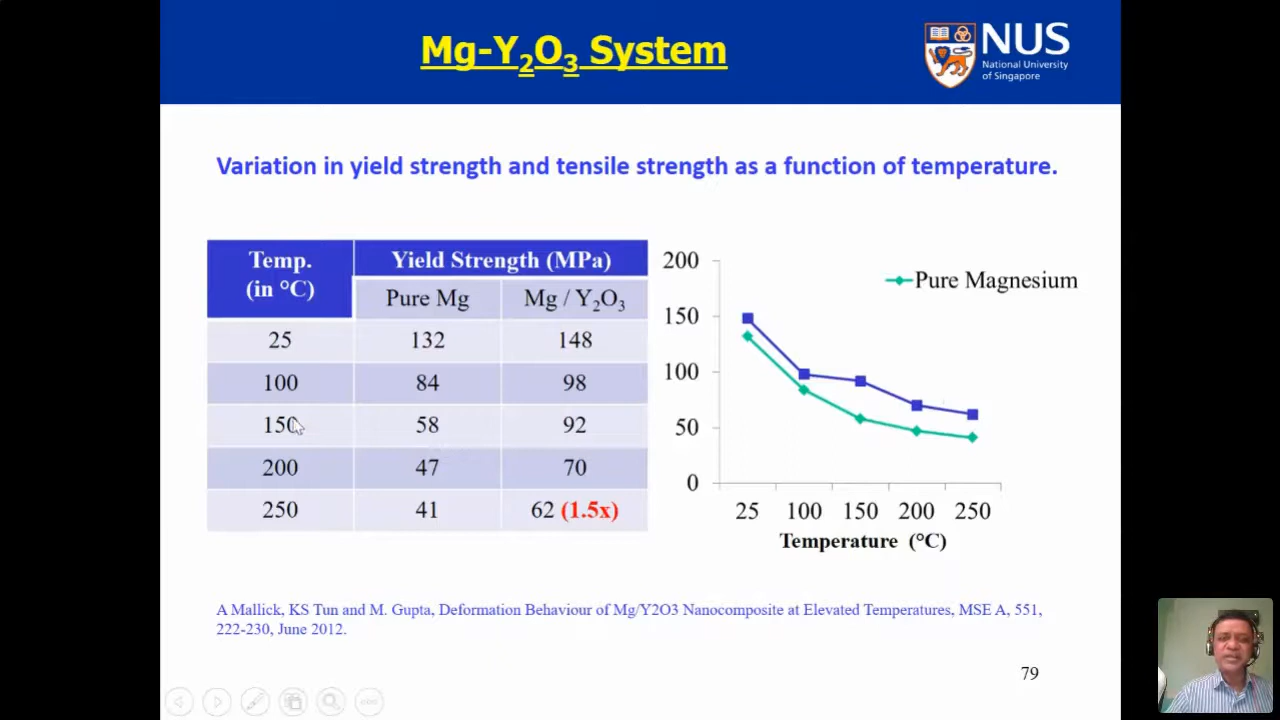 Mg-Y2O3 System
NUS
National University
of Singapore
Variation in yield strength and tensile strength as a function of temperature.
Temp.
(in °C)
Yield Strength (MPa)
Pure Mg
Mg / Y2O3
25 132 148
100 84 98
150 58 92
200 47 70
250 41 62 (1.5x)
200
150
100
50
0
Pure Magnesium
25 100 150 200 250
Temperature (°C)
A Mallick, KS Tun and M. Gupta, Deformation Behaviour of Mg/Y2O3 Nanocomposite at Elevated Temperatures, MSE A, 551,
222-230, June 2012.
79